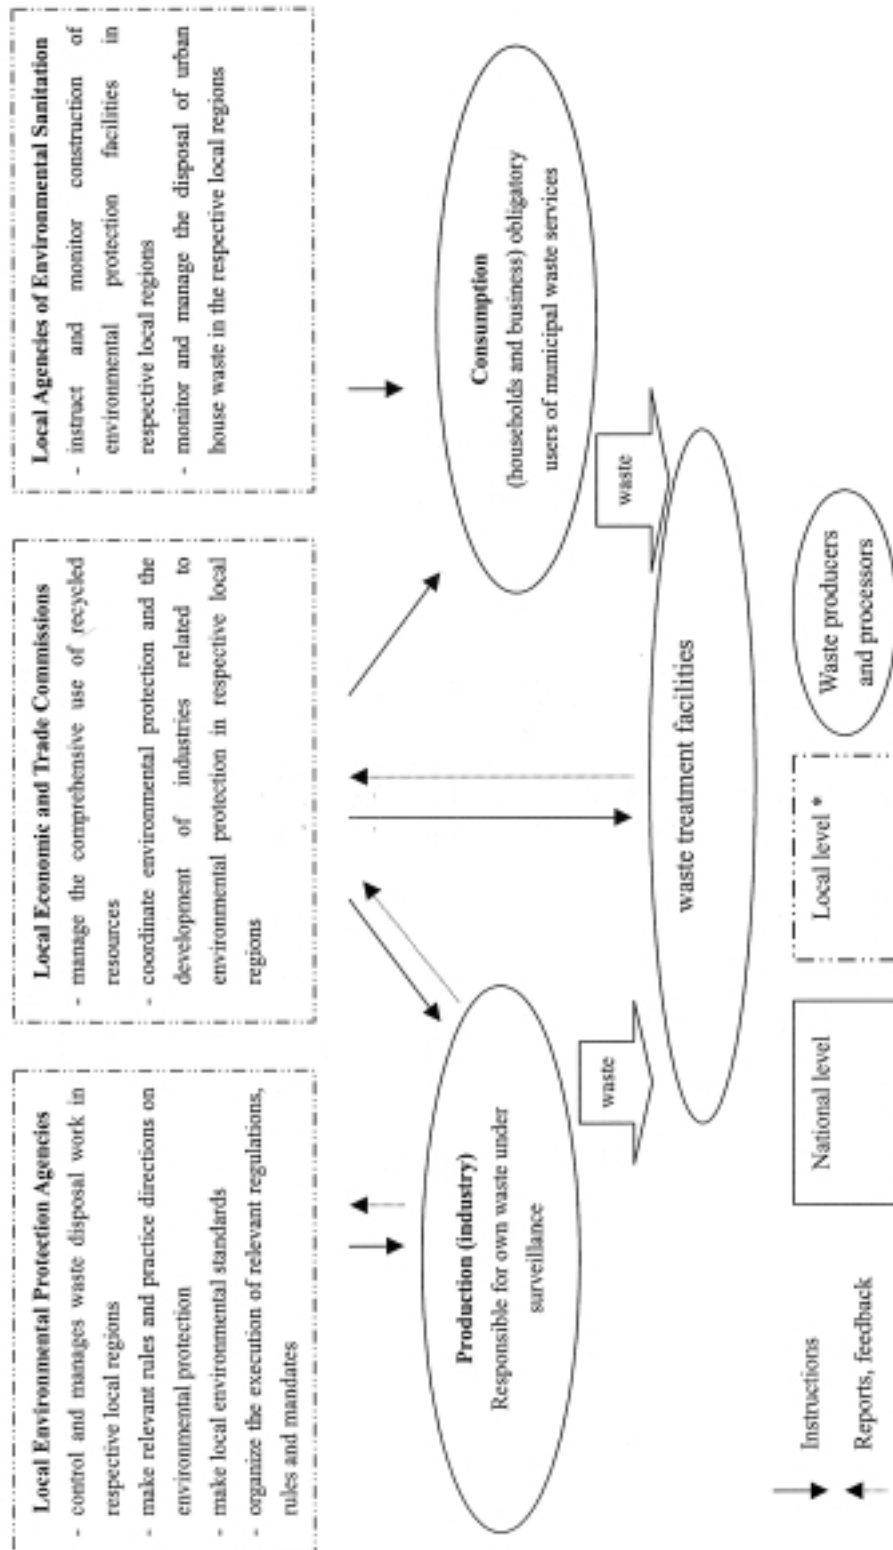 Local Environmental Protection Agencies
- control and manages waste disposal work in
respective local regions
- make relevant rules and practice directions on
environmental protection
- make local environmental standards
- organize the execution of relevant regulations,
rules and mandates
Local Economic and Trade Commissions
- manage the comprehensive use of recycled
resources
- coordinate environmental protection and the
development of industries related to
environmental protection in respective local
regions
Local Agencies of Environmental Sanitation
- instruct and monitor construction of
environmental protection facilities in
respective local regions
- monitor and manage the disposal of urban
house waste in the respective local regions
Production (industry)
Responsible for own waste under
surveillance
Consumption
(households and business) obligatory
users of municipal waste services
waste
waste
waste treatment facilities
Instructions
Reports, feedback
National level
Local level *
Waste producers
and processors